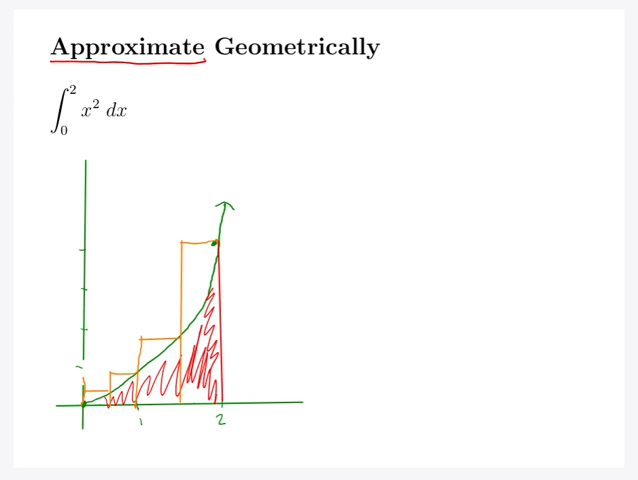 Approximate Geometrically
∫₀² x² dx
1 2